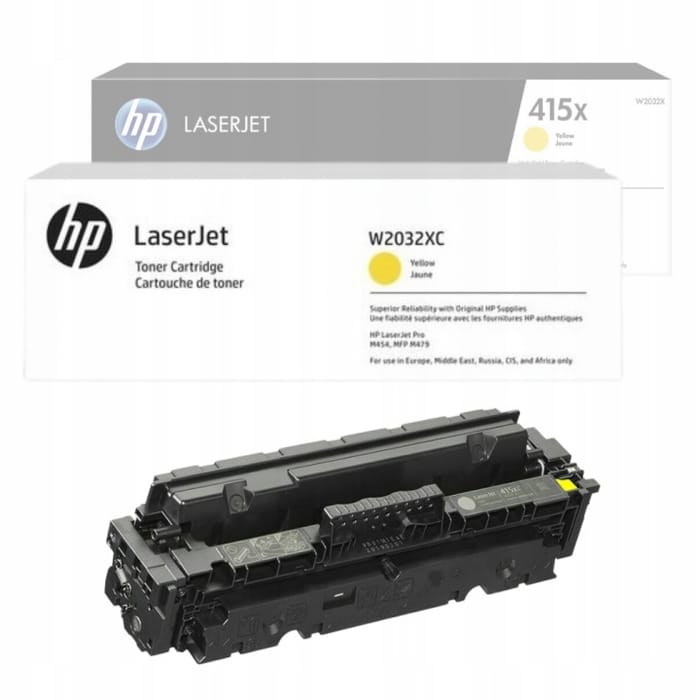 hp LASERJET
415x
W2032X
Yellow
Jaune
hp
LaserJet
Toner Cartridge
Cartouche de toner
W2032XC
Yellow
Jaune
Superior Reliability with Original HP Supplies
Une fiabilité supérieure avec les fournitures HP authentiques
HP LaserJet Pro
M454, MFP M479
For use in Europe, Middle East, Russia, CIS, and Africa only
LaserJet 415XC